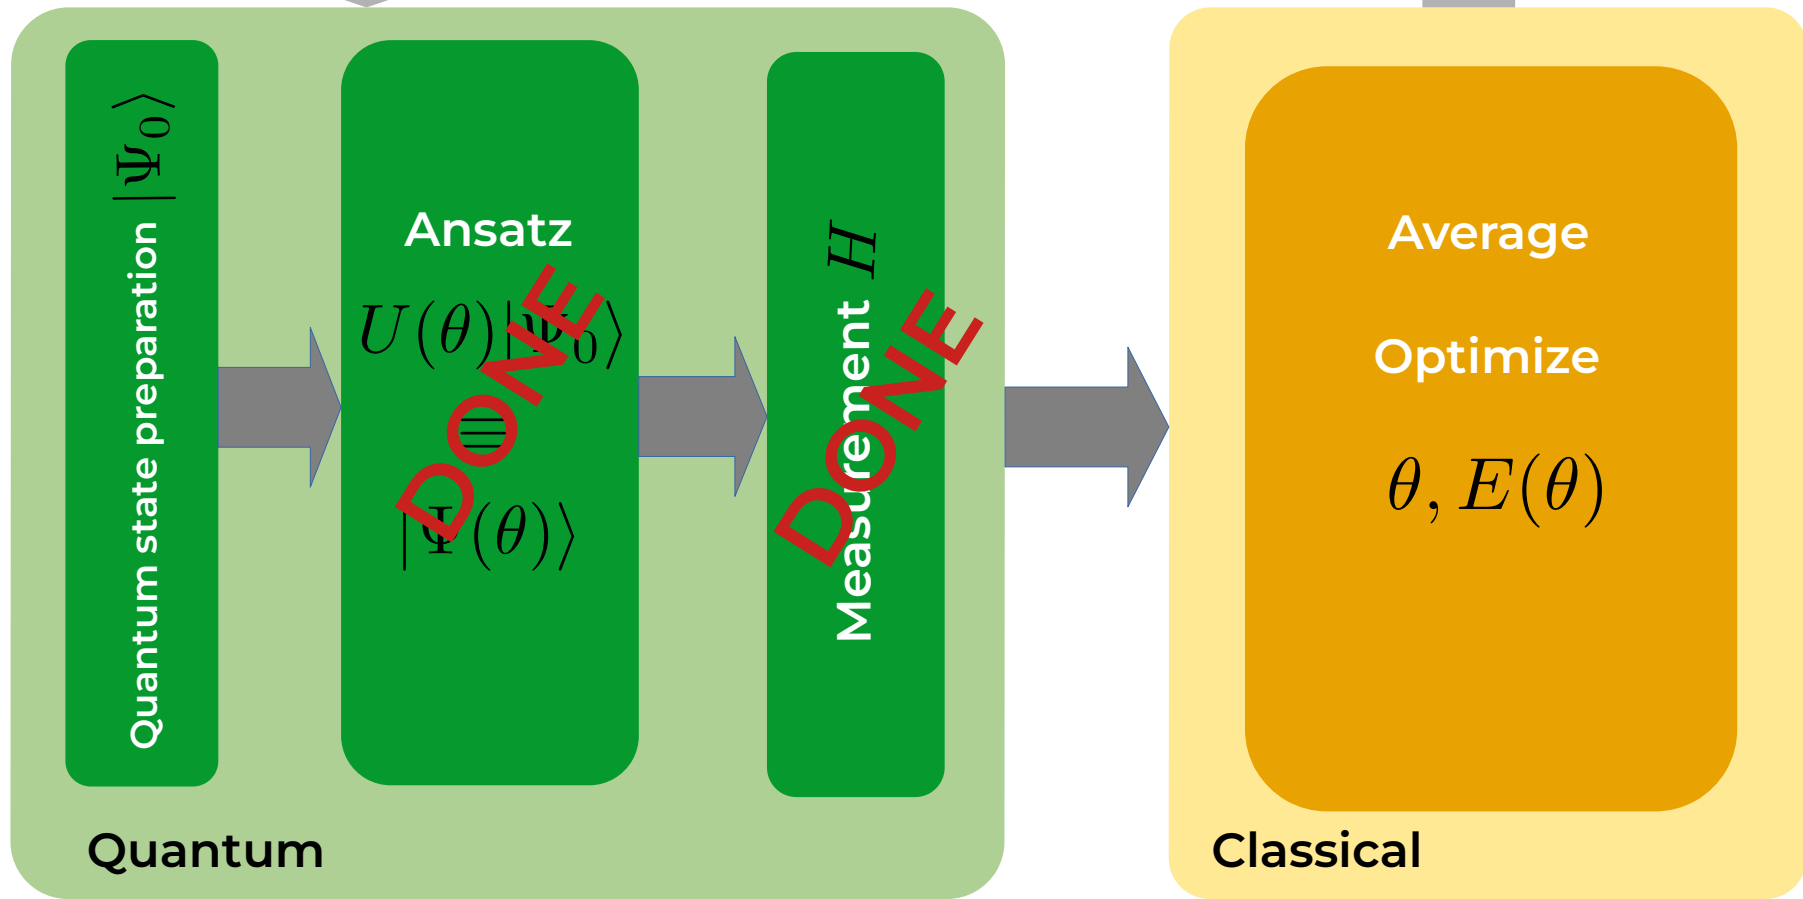 Quantum state preparation |Ψ₀⟩
Ansatz
U(θ)|Ψ₀⟩
≡
|Ψ(θ)⟩
DONE
Measurement H
DONE
Quantum
Average
Optimize
θ, E(θ)
Classical